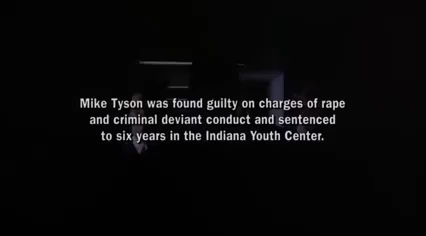 Mike Tyson was found guilty on charges of rape
and criminal deviant conduct and sentenced
to six years in the Indiana Youth Center.